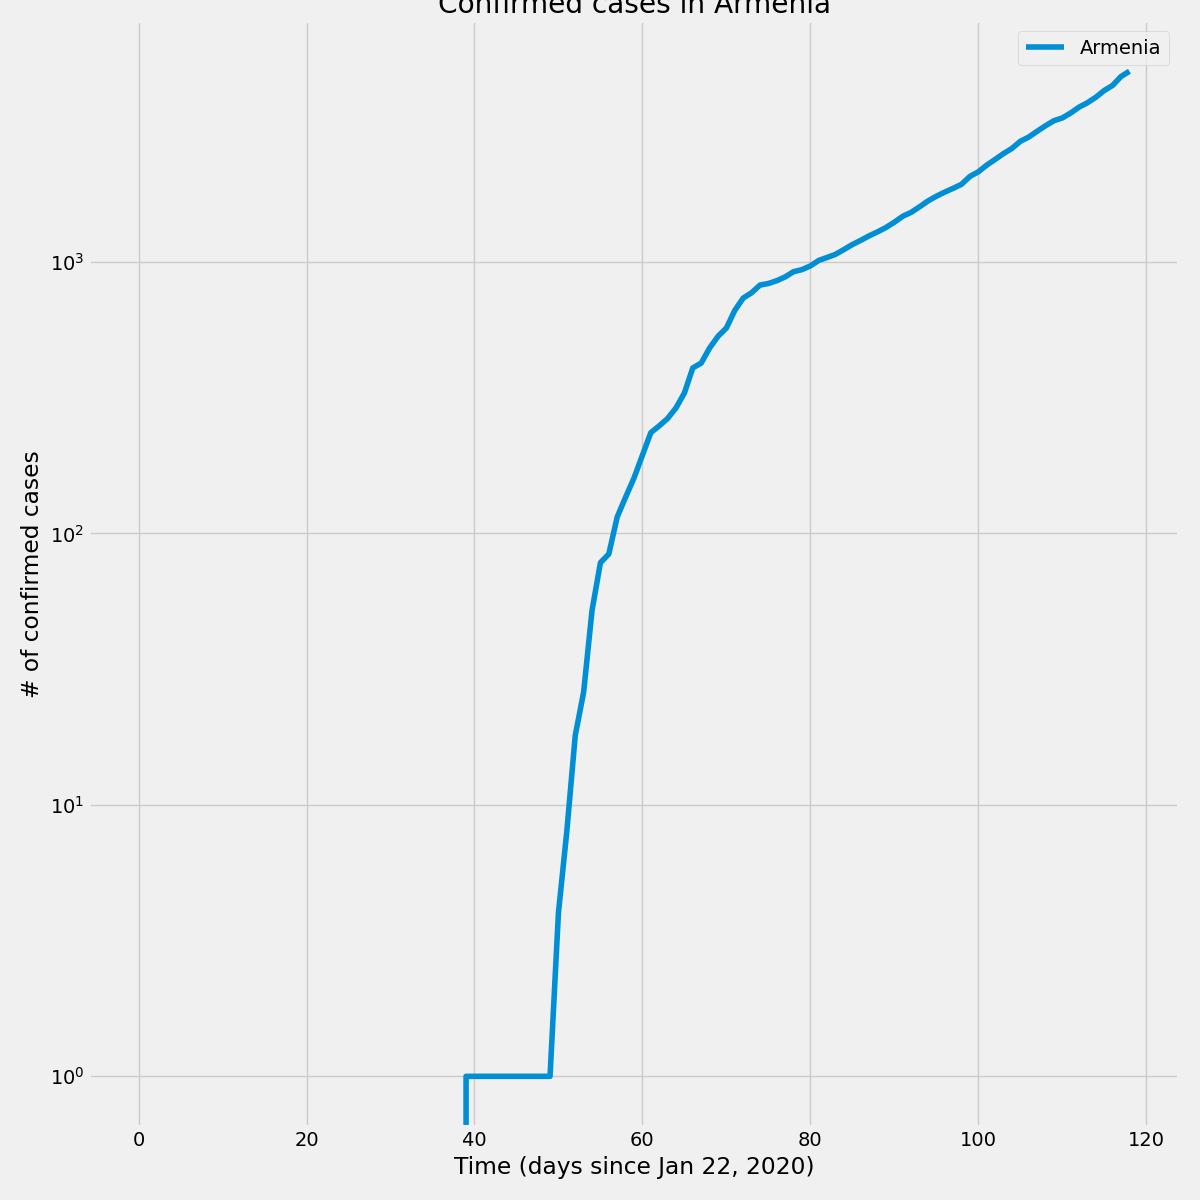 Confirmed cases in Armenia
Armenia
# of confirmed cases
10³
10²
10¹
10⁰
0 20 40 60 80 100 120
Time (days since Jan 22, 2020)